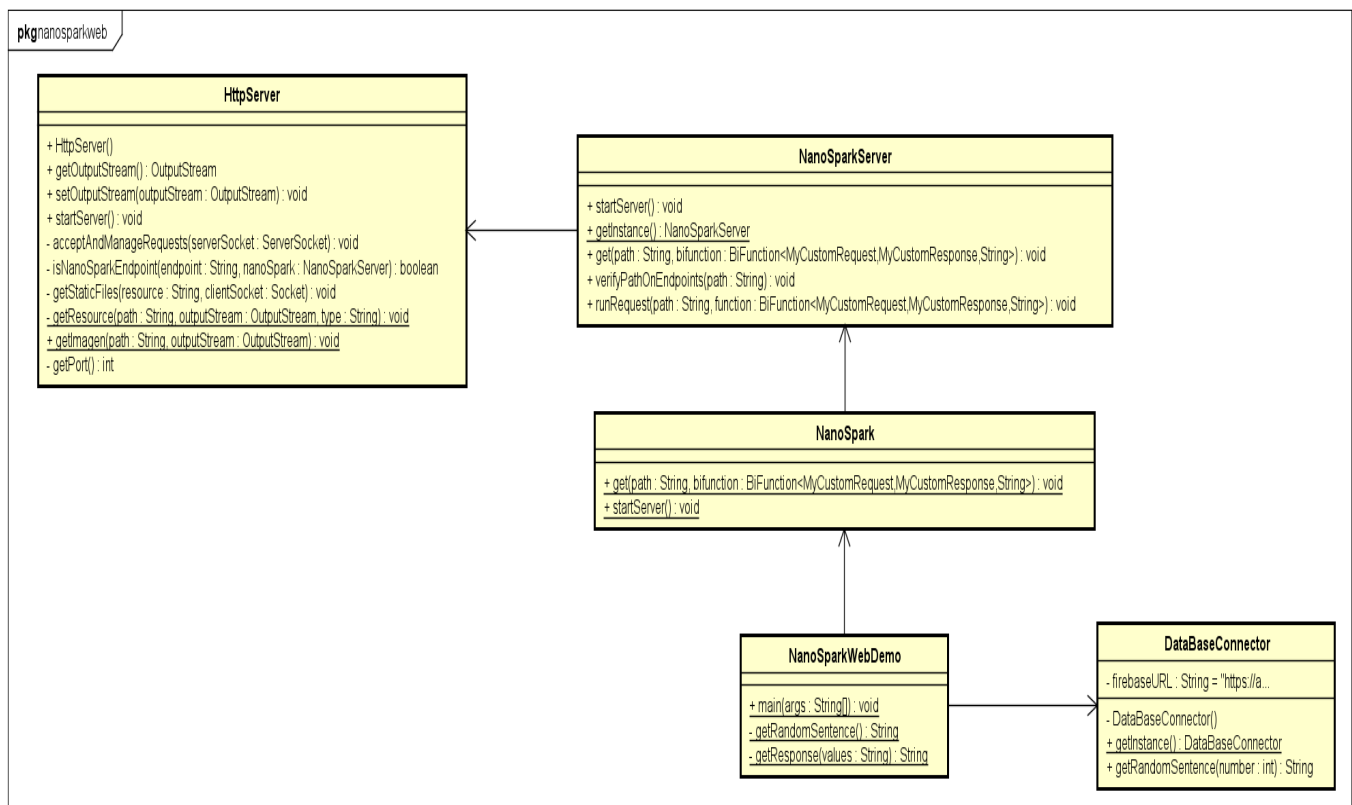 pkg nanosparkweb
HttpServer
+ HttpServer()
+ getOutputStream() : OutputStream
+ setOutputStream(outputStream : OutputStream) : void
+ startServer() : void
- acceptAndManageRequests(serverSocket : ServerSocket) : void
- isNanoSparkEndpoint(endpoint : String, nanoSpark : NanoSparkServer) : boolean
- getStaticFiles(resource : String, clientSocket : Socket) : void
- getResource(path : String, outputStream : OutputStream, type : String) : void
+ getImagen(path : String, outputStream : OutputStream) : void
- getPort() : int
NanoSparkServer
+ startServer() : void
+ getInstance() : NanoSparkServer
+ get(path : String, bifunction : BiFunction<MyCustomRequest,MyCustomResponse,String>) : void
+ verifyPathOnEndpoints(path : String) : void
+ runRequest(path : String, function : BiFunction<MyCustomRequest,MyCustomResponse,String>) : void
NanoSpark
+ get(path : String, bifunction : BiFunction<MyCustomRequest,MyCustomResponse,String>) : void
+ startServer() : void
NanoSparkWebDemo
+ main(args : String[]) : void
- getRandomSentence() : String
- getResponse(values : String) : String
DataBaseConnector
- firebaseURL : String = "https://a...
- DataBaseConnector()
+ getInstance() : DataBaseConnector
+ getRandomSentence(number : int) : String